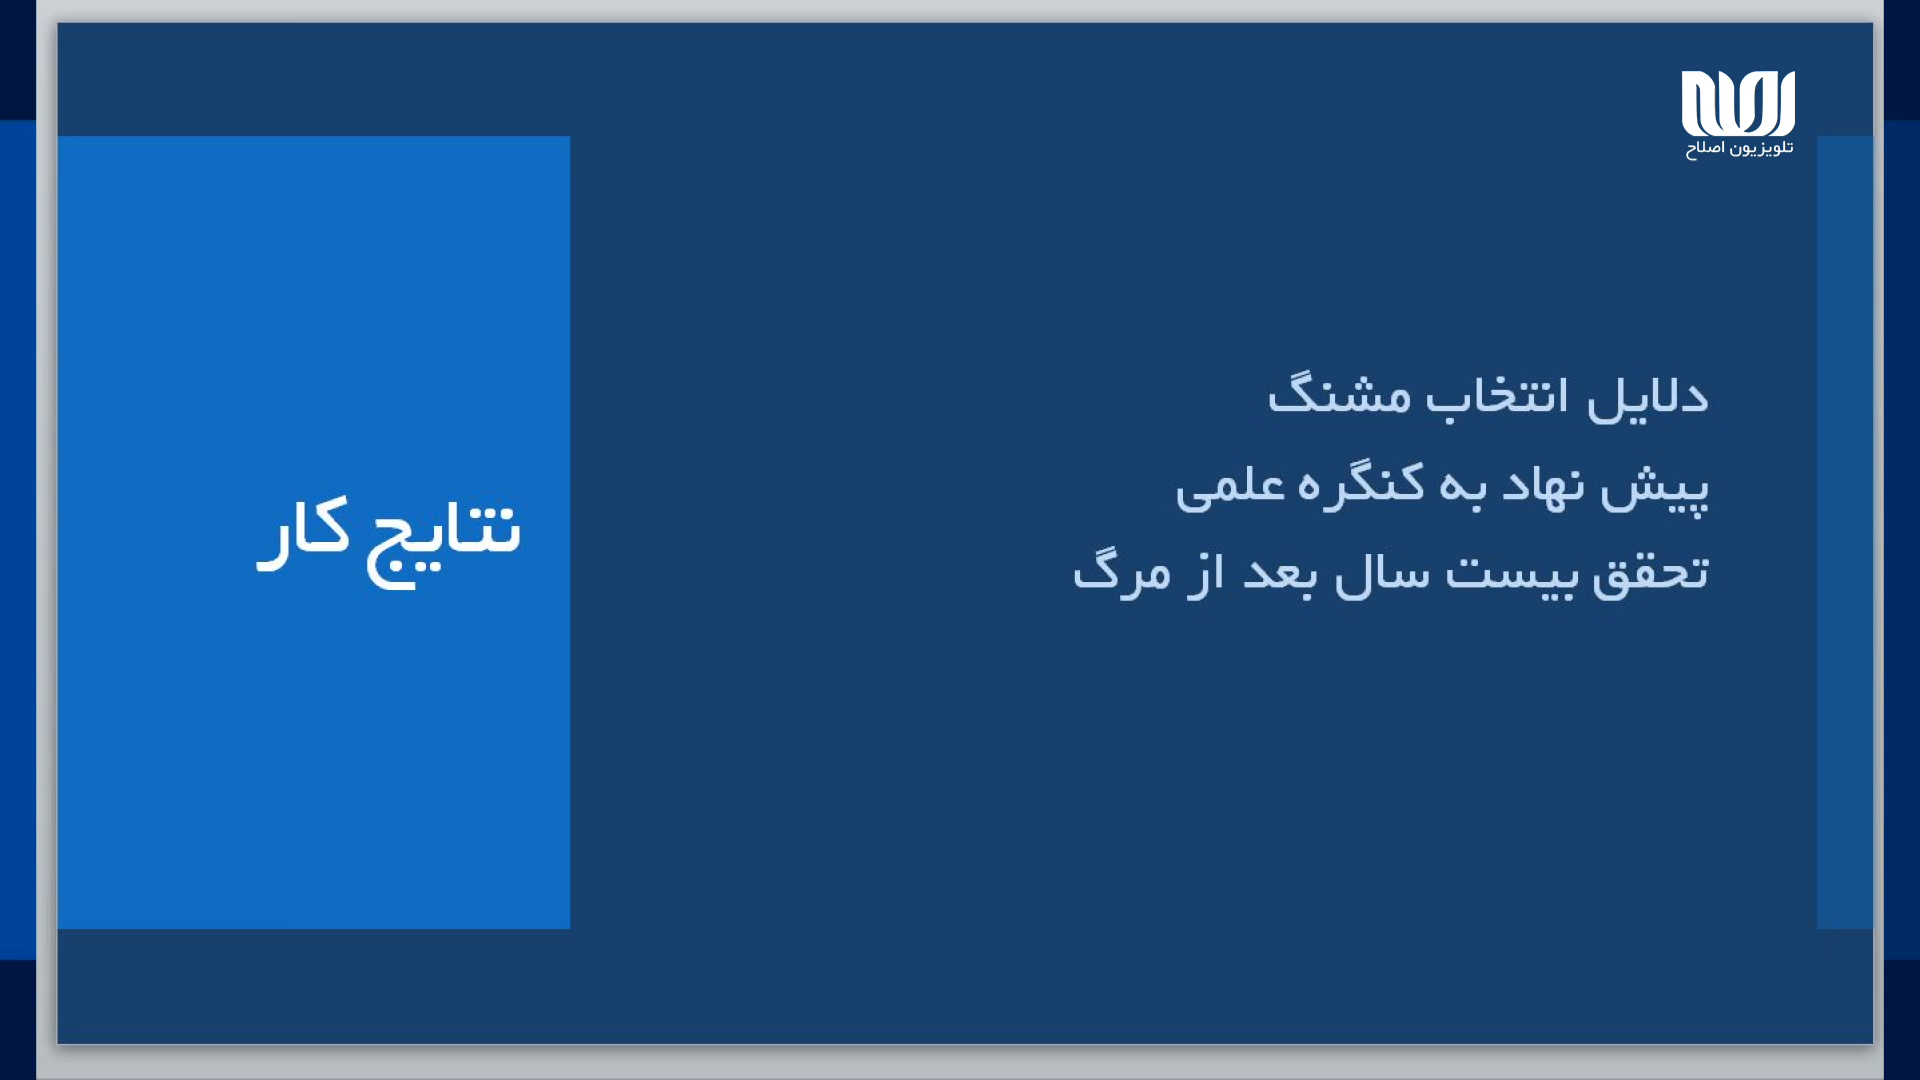 تلویزیون اصلاح
دلایل انتخاب مشنگ
پیش نهاد به کنگره علمی
تحقق بیست سال بعد از مرگ
نتایج کار